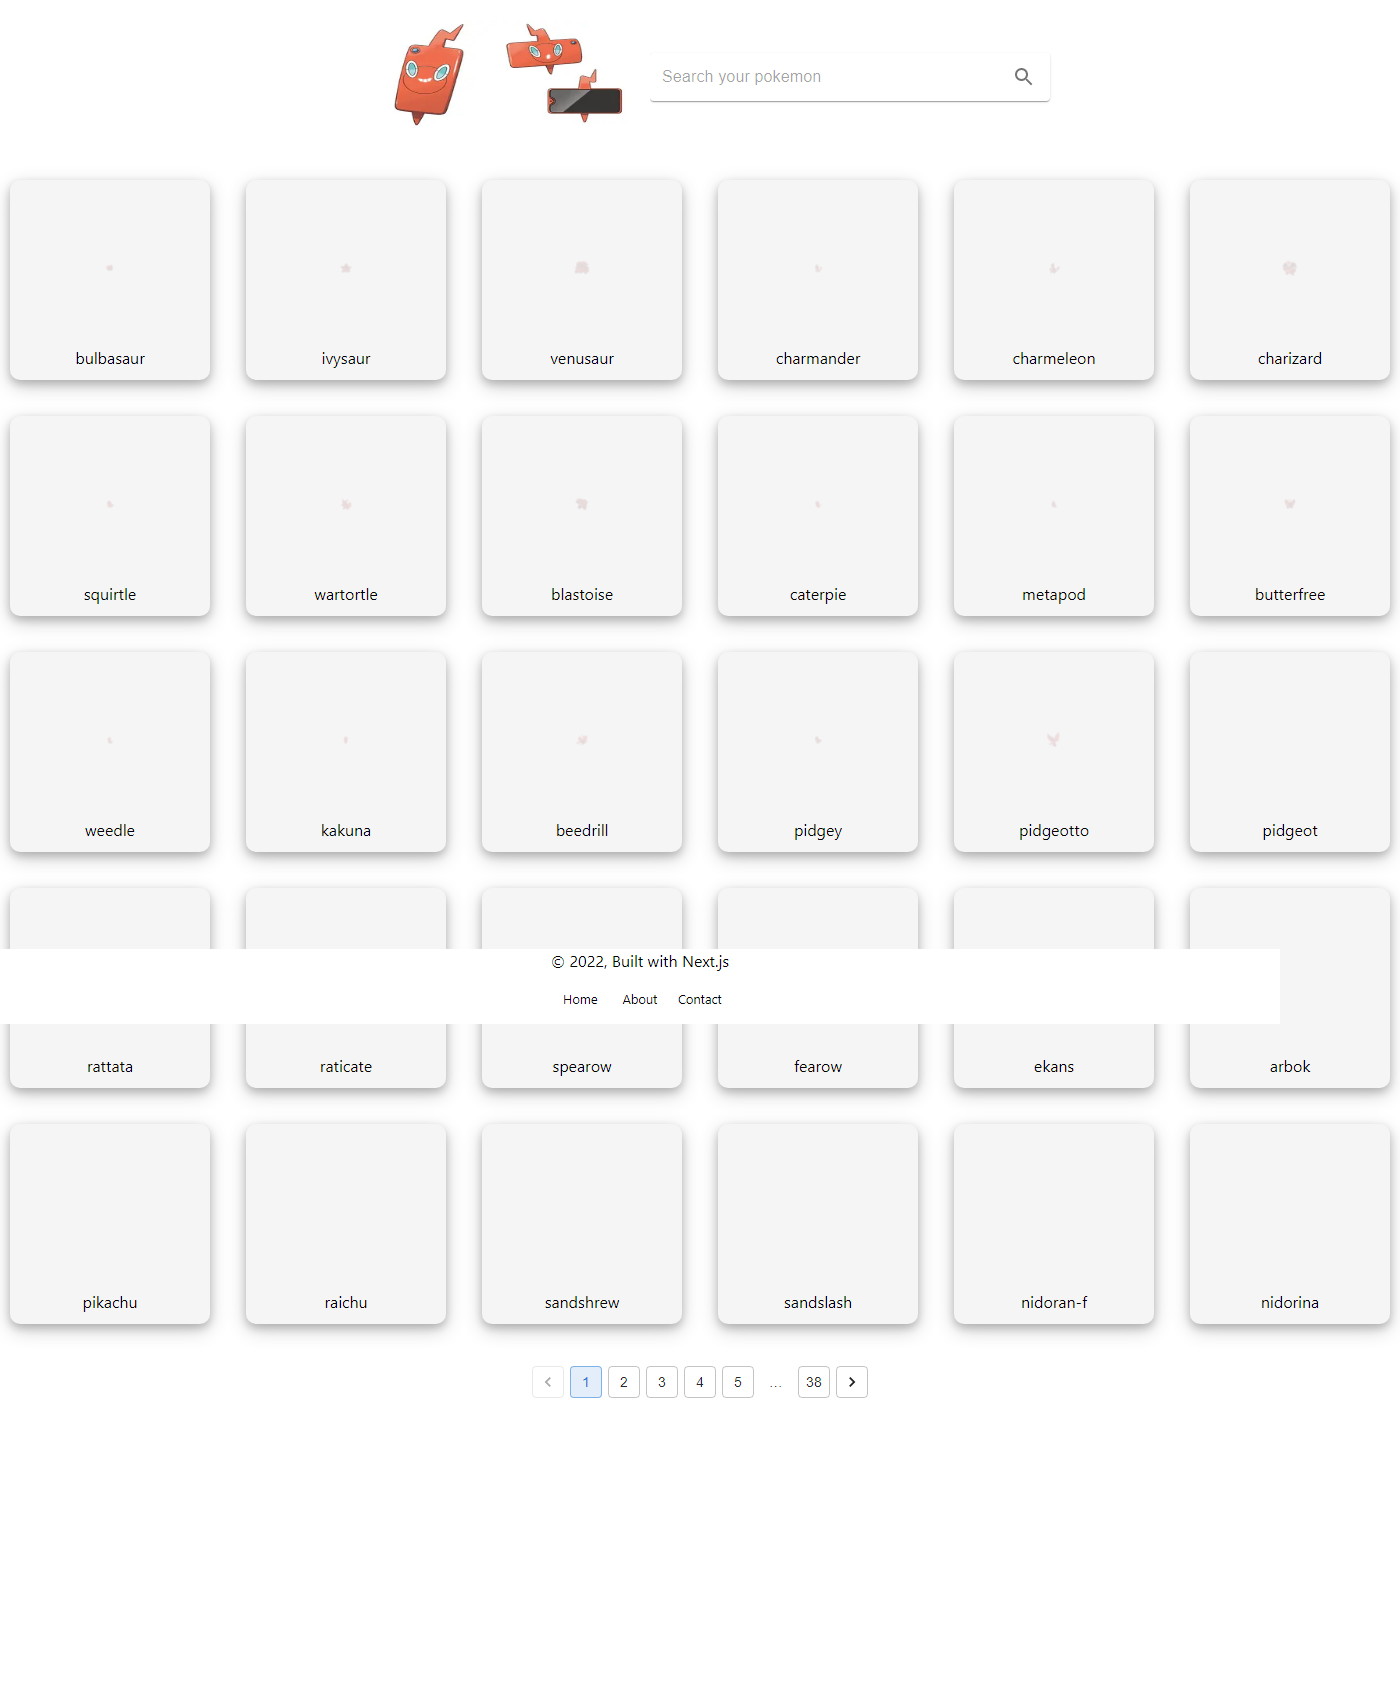 Search your pokemon
bulbasaur
ivysaur
venusaur
charmander
charmeleon
charizard
squirtle
wartortle
blastoise
caterpie
metapod
butterfree
weedle
kakuna
beedrill
pidgey
pidgeotto
pidgeot
© 2022, Built with Next.js
Home About Contact
rattata
raticate
spearow
fearow
ekans
arbok
pikachu
raichu
sandshrew
sandslash
nidoran-f
nidorina
1 2 3 4 5 … 38